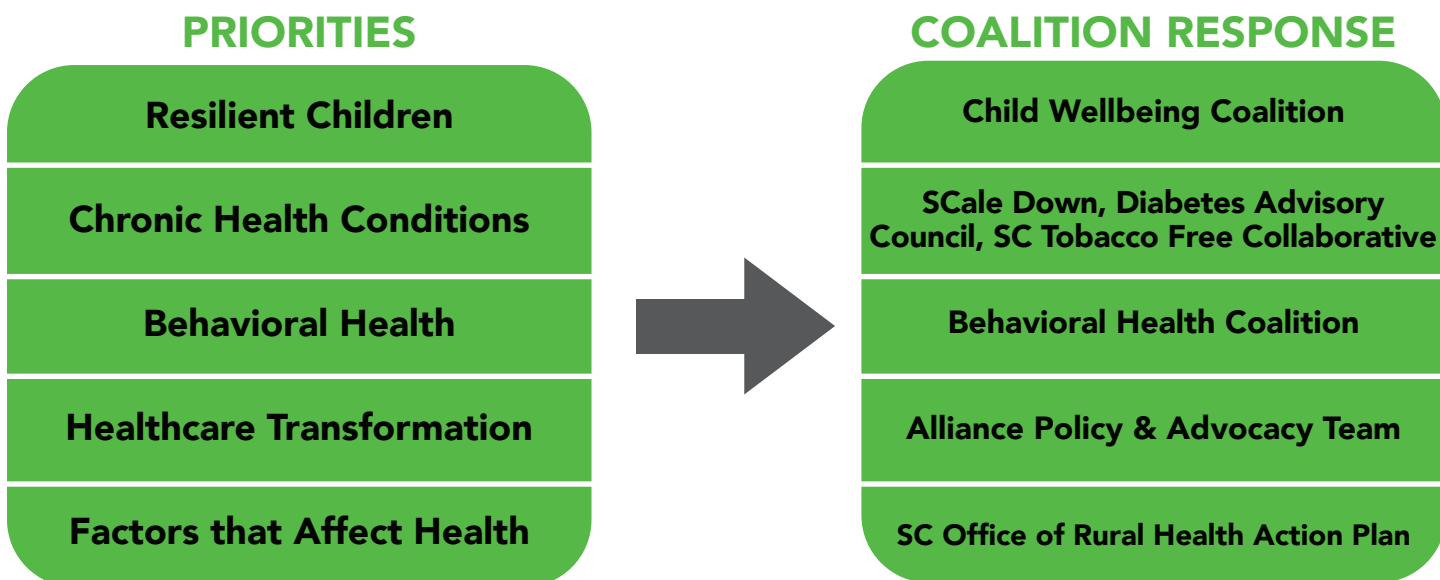 PRIORITIES
Resilient Children
Chronic Health Conditions
Behavioral Health
Healthcare Transformation
Factors that Affect Health
COALITION RESPONSE
Child Wellbeing Coalition
SCale Down, Diabetes Advisory
Council, SC Tobacco Free Collaborative
Behavioral Health Coalition
Alliance Policy & Advocacy Team
SC Office of Rural Health Action Plan